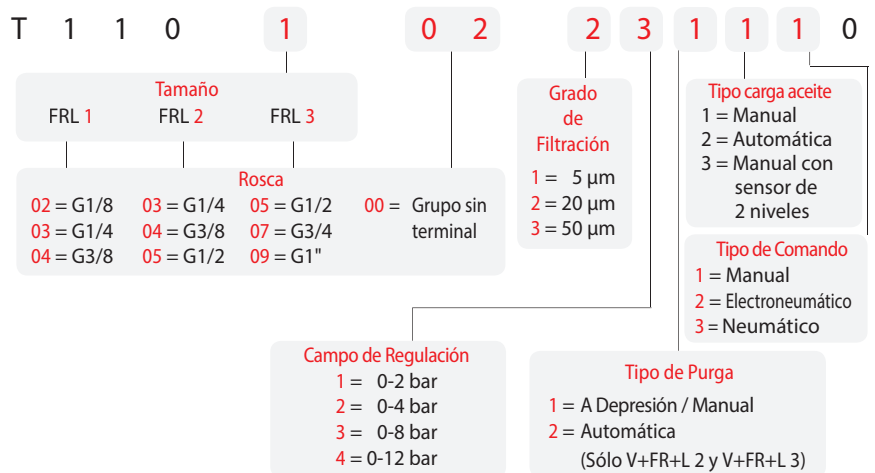 T 1 1 0 1 0 2 2 3 1 1 1 0
Tamaño
FRL 1 FRL 2 FRL 3
Rosca
02 = G1/8 03 = G1/4 05 = G1/2 00 = Grupo sin
03 = G1/4 04 = G3/8 07 = G3/4 terminal
04 = G3/8 05 = G1/2 09 = G1"
Grado
de
Filtración
1 = 5 µm
2 = 20 µm
3 = 50 µm
Tipo carga aceite
1 = Manual
2 = Automática
3 = Manual con
sensor de
2 niveles
Tipo de Comando
1 = Manual
2 = Electroneumático
3 = Neumático
Campo de Regulación
1 = 0-2 bar
2 = 0-4 bar
3 = 0-8 bar
4 = 0-12 bar
Tipo de Purga
1 = A Depresión / Manual
2 = Automática
(Sólo V+FR+L 2 y V+FR+L 3)